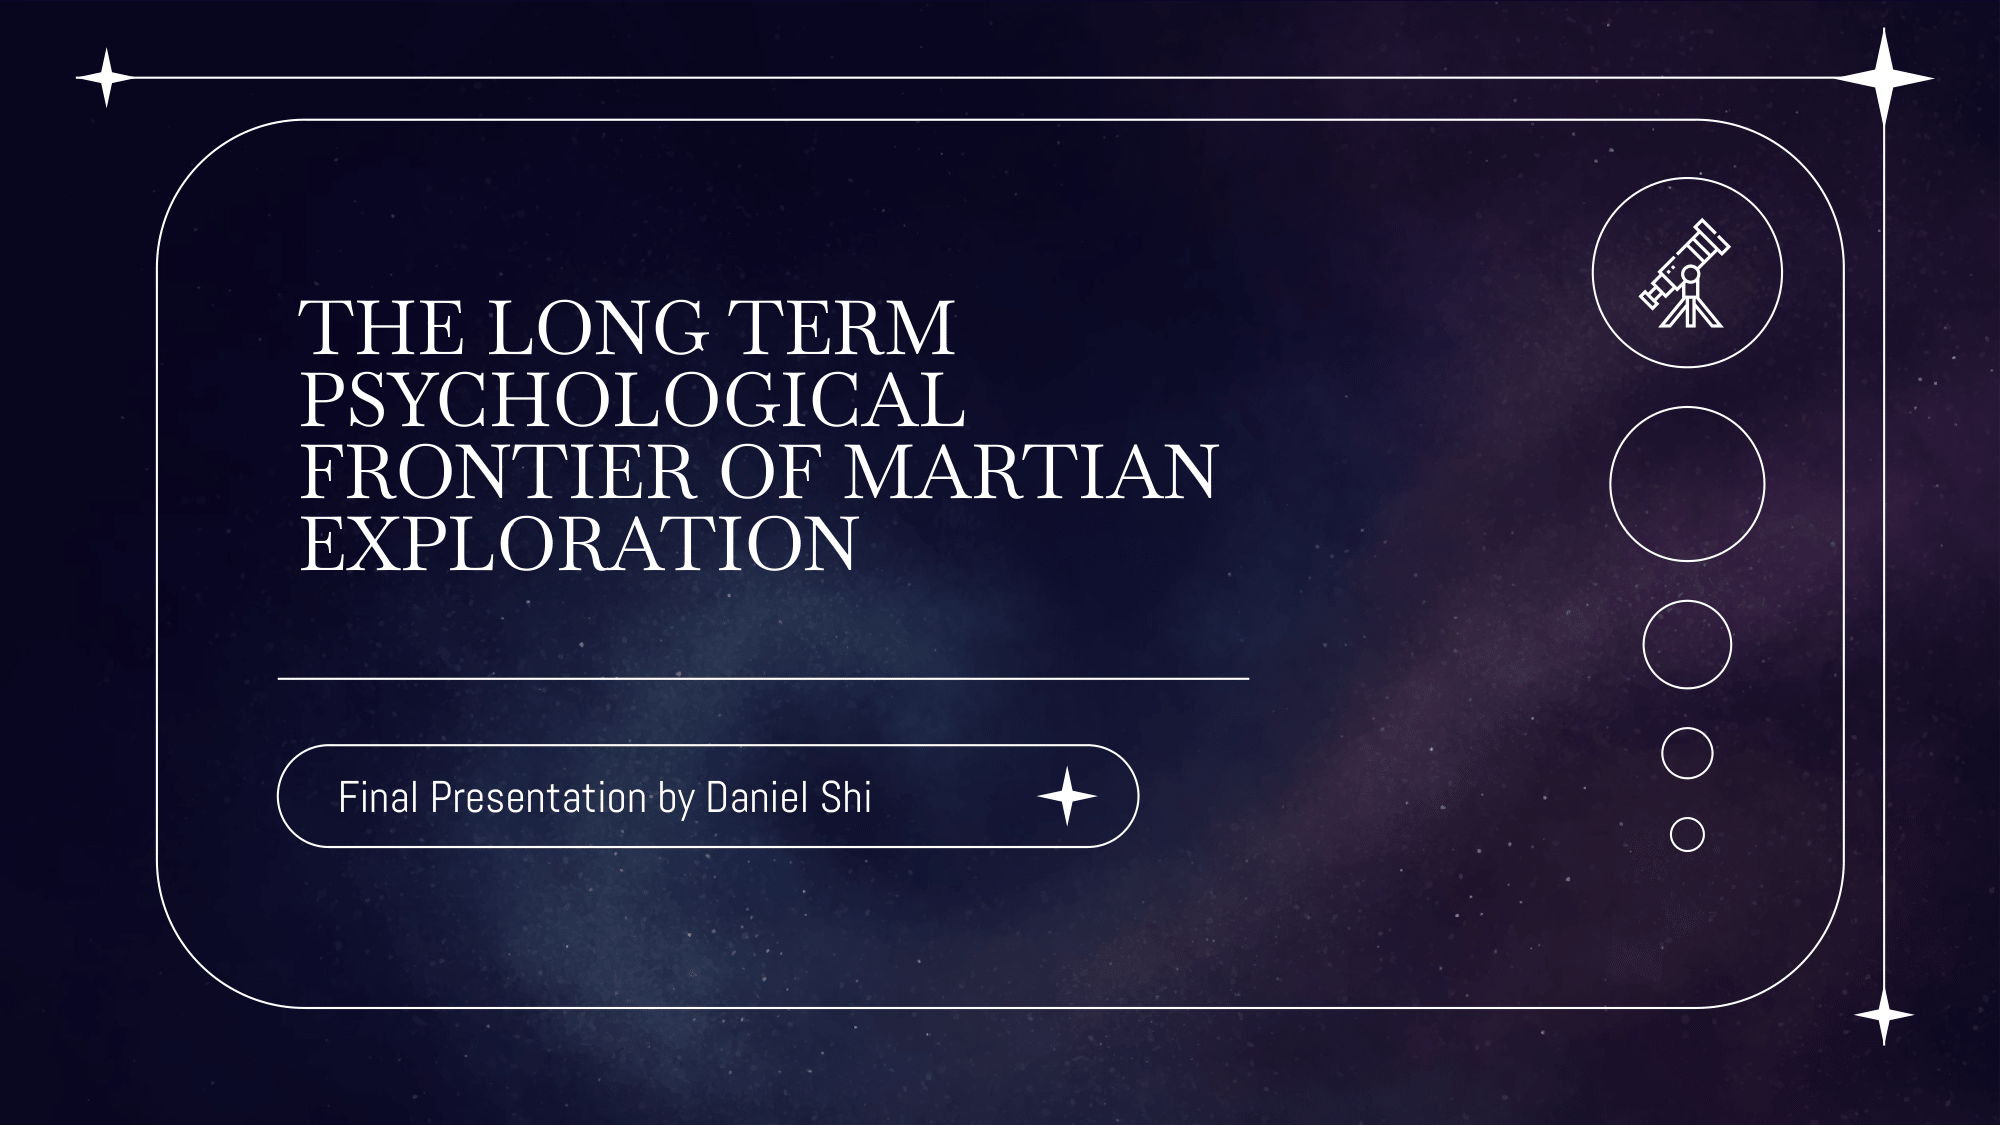 THE LONG TERM
PSYCHOLOGICAL
FRONTIER OF MARTIAN
EXPLORATION
Final Presentation by Daniel Shi